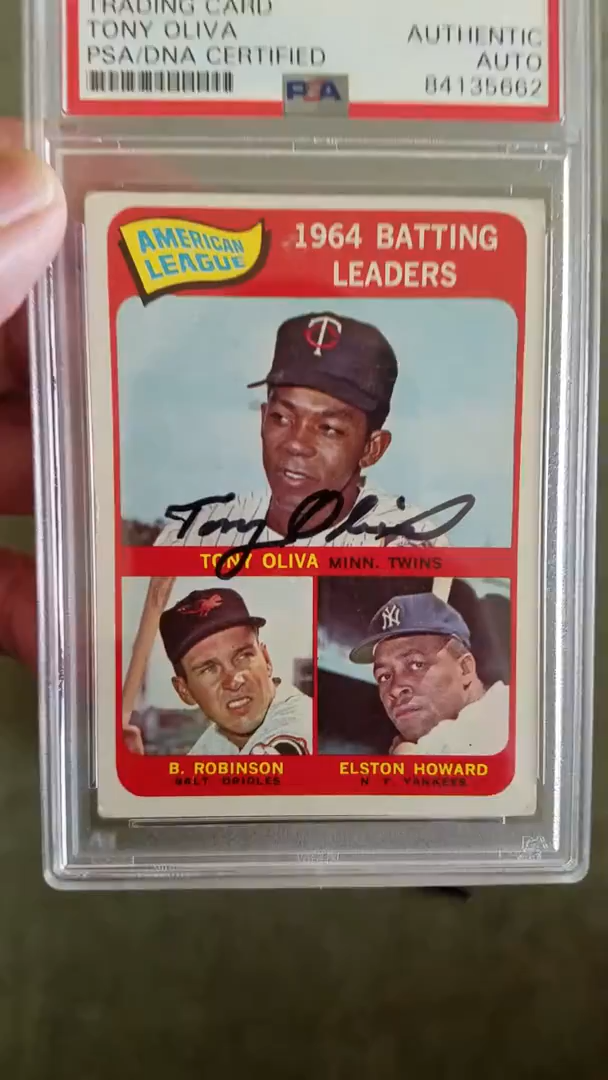 TRADING CARD
TONY OLIVA
PSA/DNA CERTIFIED
AUTHENTIC
AUTO
84135662
PSA
AMERICAN
LEAGUE
1964 BATTING
LEADERS
T C
Tony Oliva
TONY OLIVA MINN. TWINS
NY
B. ROBINSON
BALT. ORIOLES
ELSTON HOWARD
N. Y. YANKEES